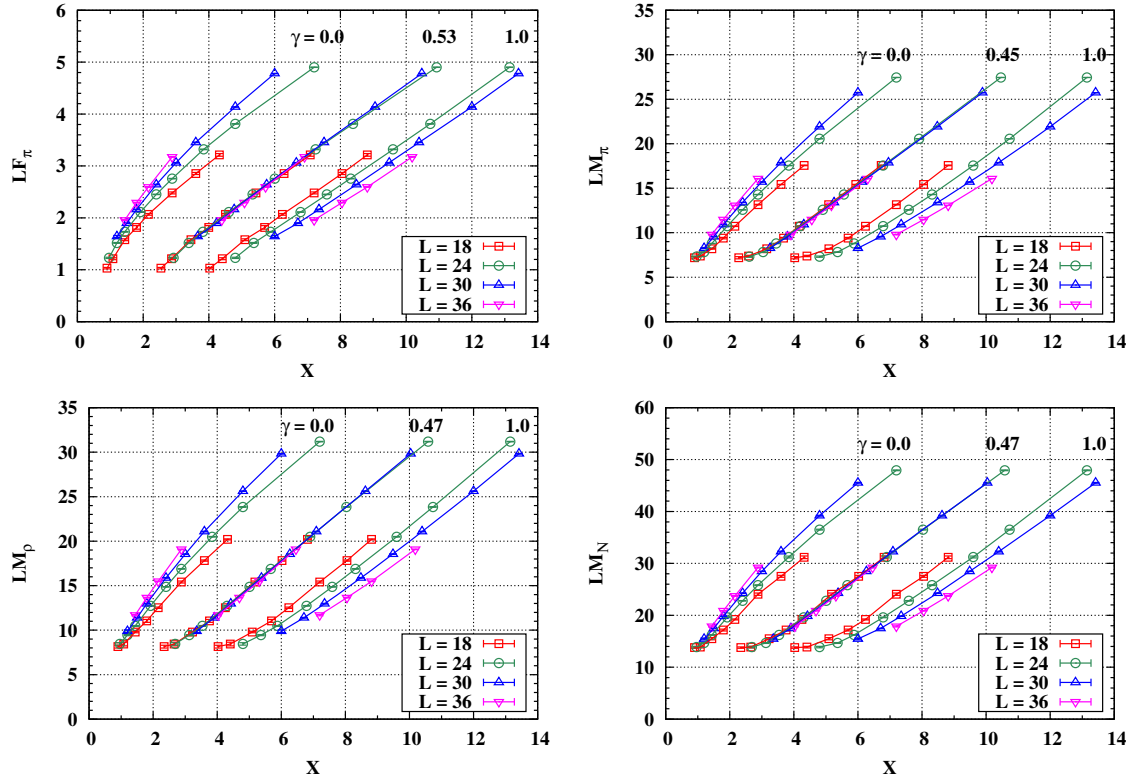 γ = 0.0 0.53 1.0
LFπ
6
5
4
3
2
1
0
L = 18
L = 24
L = 30
L = 36
0 2 4 6 8 10 12 14
X
γ = 0.0 0.45 1.0
LMπ
35
30
25
20
15
10
5
0
L = 18
L = 24
L = 30
L = 36
0 2 4 6 8 10 12 14
X
γ = 0.0 0.47 1.0
LMρ
35
30
25
20
15
10
5
0
L = 18
L = 24
L = 30
L = 36
0 2 4 6 8 10 12 14
X
γ = 0.0 0.47 1.0
LMN
60
50
40
30
20
10
0
L = 18
L = 24
L = 30
L = 36
0 2 4 6 8 10 12 14
X